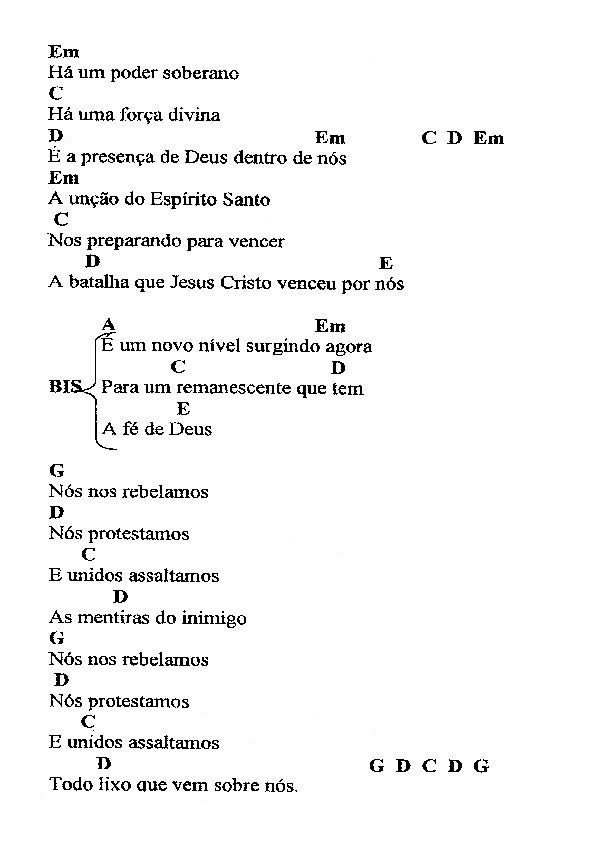 Em
Há um poder soberano
C
Há uma força divina
D Em C D Em
É a presença de Deus dentro de nós
Em
A unção do Espírito Santo
C
Nos preparando para vencer
D E
A batalha que Jesus Cristo venceu por nós
A Em
É um novo nível surgindo agora
C D
BIS Para um remanescente que tem
E
A fé de Deus
G
Nós nos rebelamos
D
Nós protestamos
C
E unidos assaltamos
D
As mentiras do inimigo
G
Nós nos rebelamos
D
Nós protestamos
C
E unidos assaltamos
D G D C D G
Todo lixo que vem sobre nós.